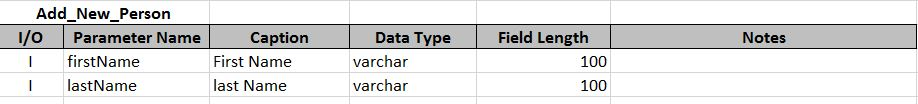 Add_New_Person
I/O Parameter Name Caption Data Type Field Length Notes
I firstName First Name varchar 100
I lastName last Name varchar 100